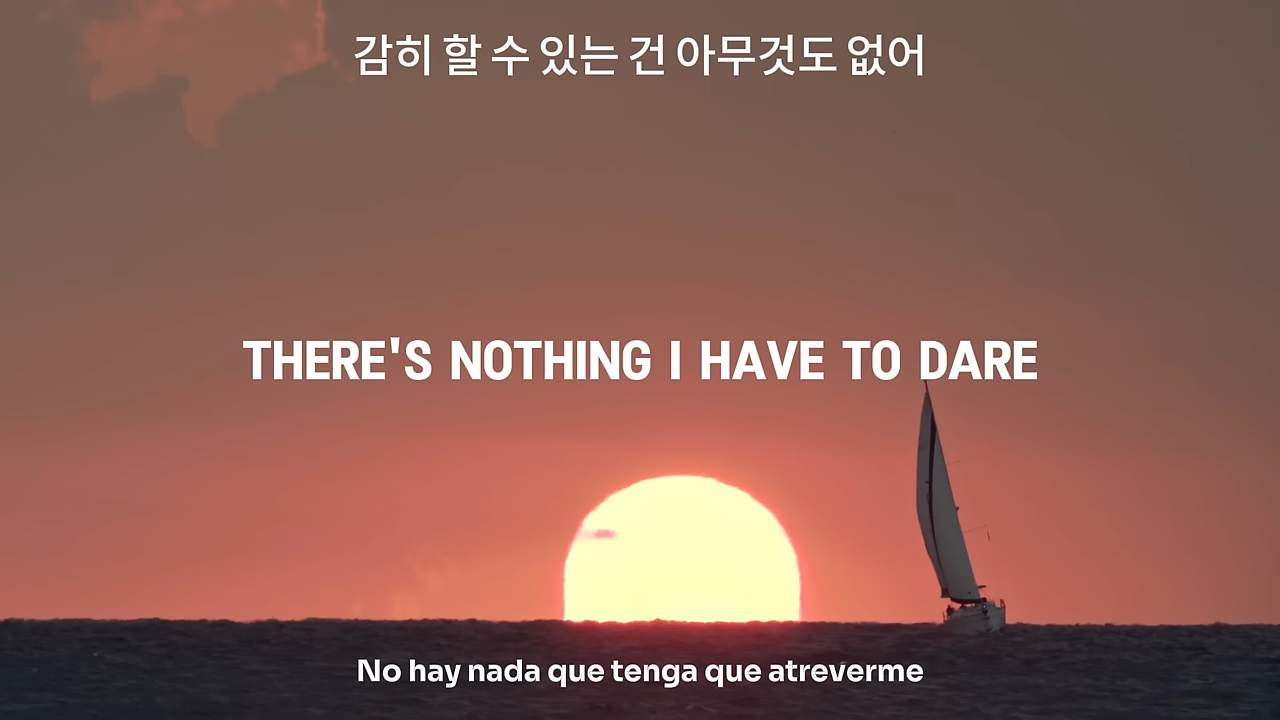 감히 할 수 있는 건 아무것도 없어
THERE'S NOTHING I HAVE TO DARE
No hay nada que tenga que atreverme